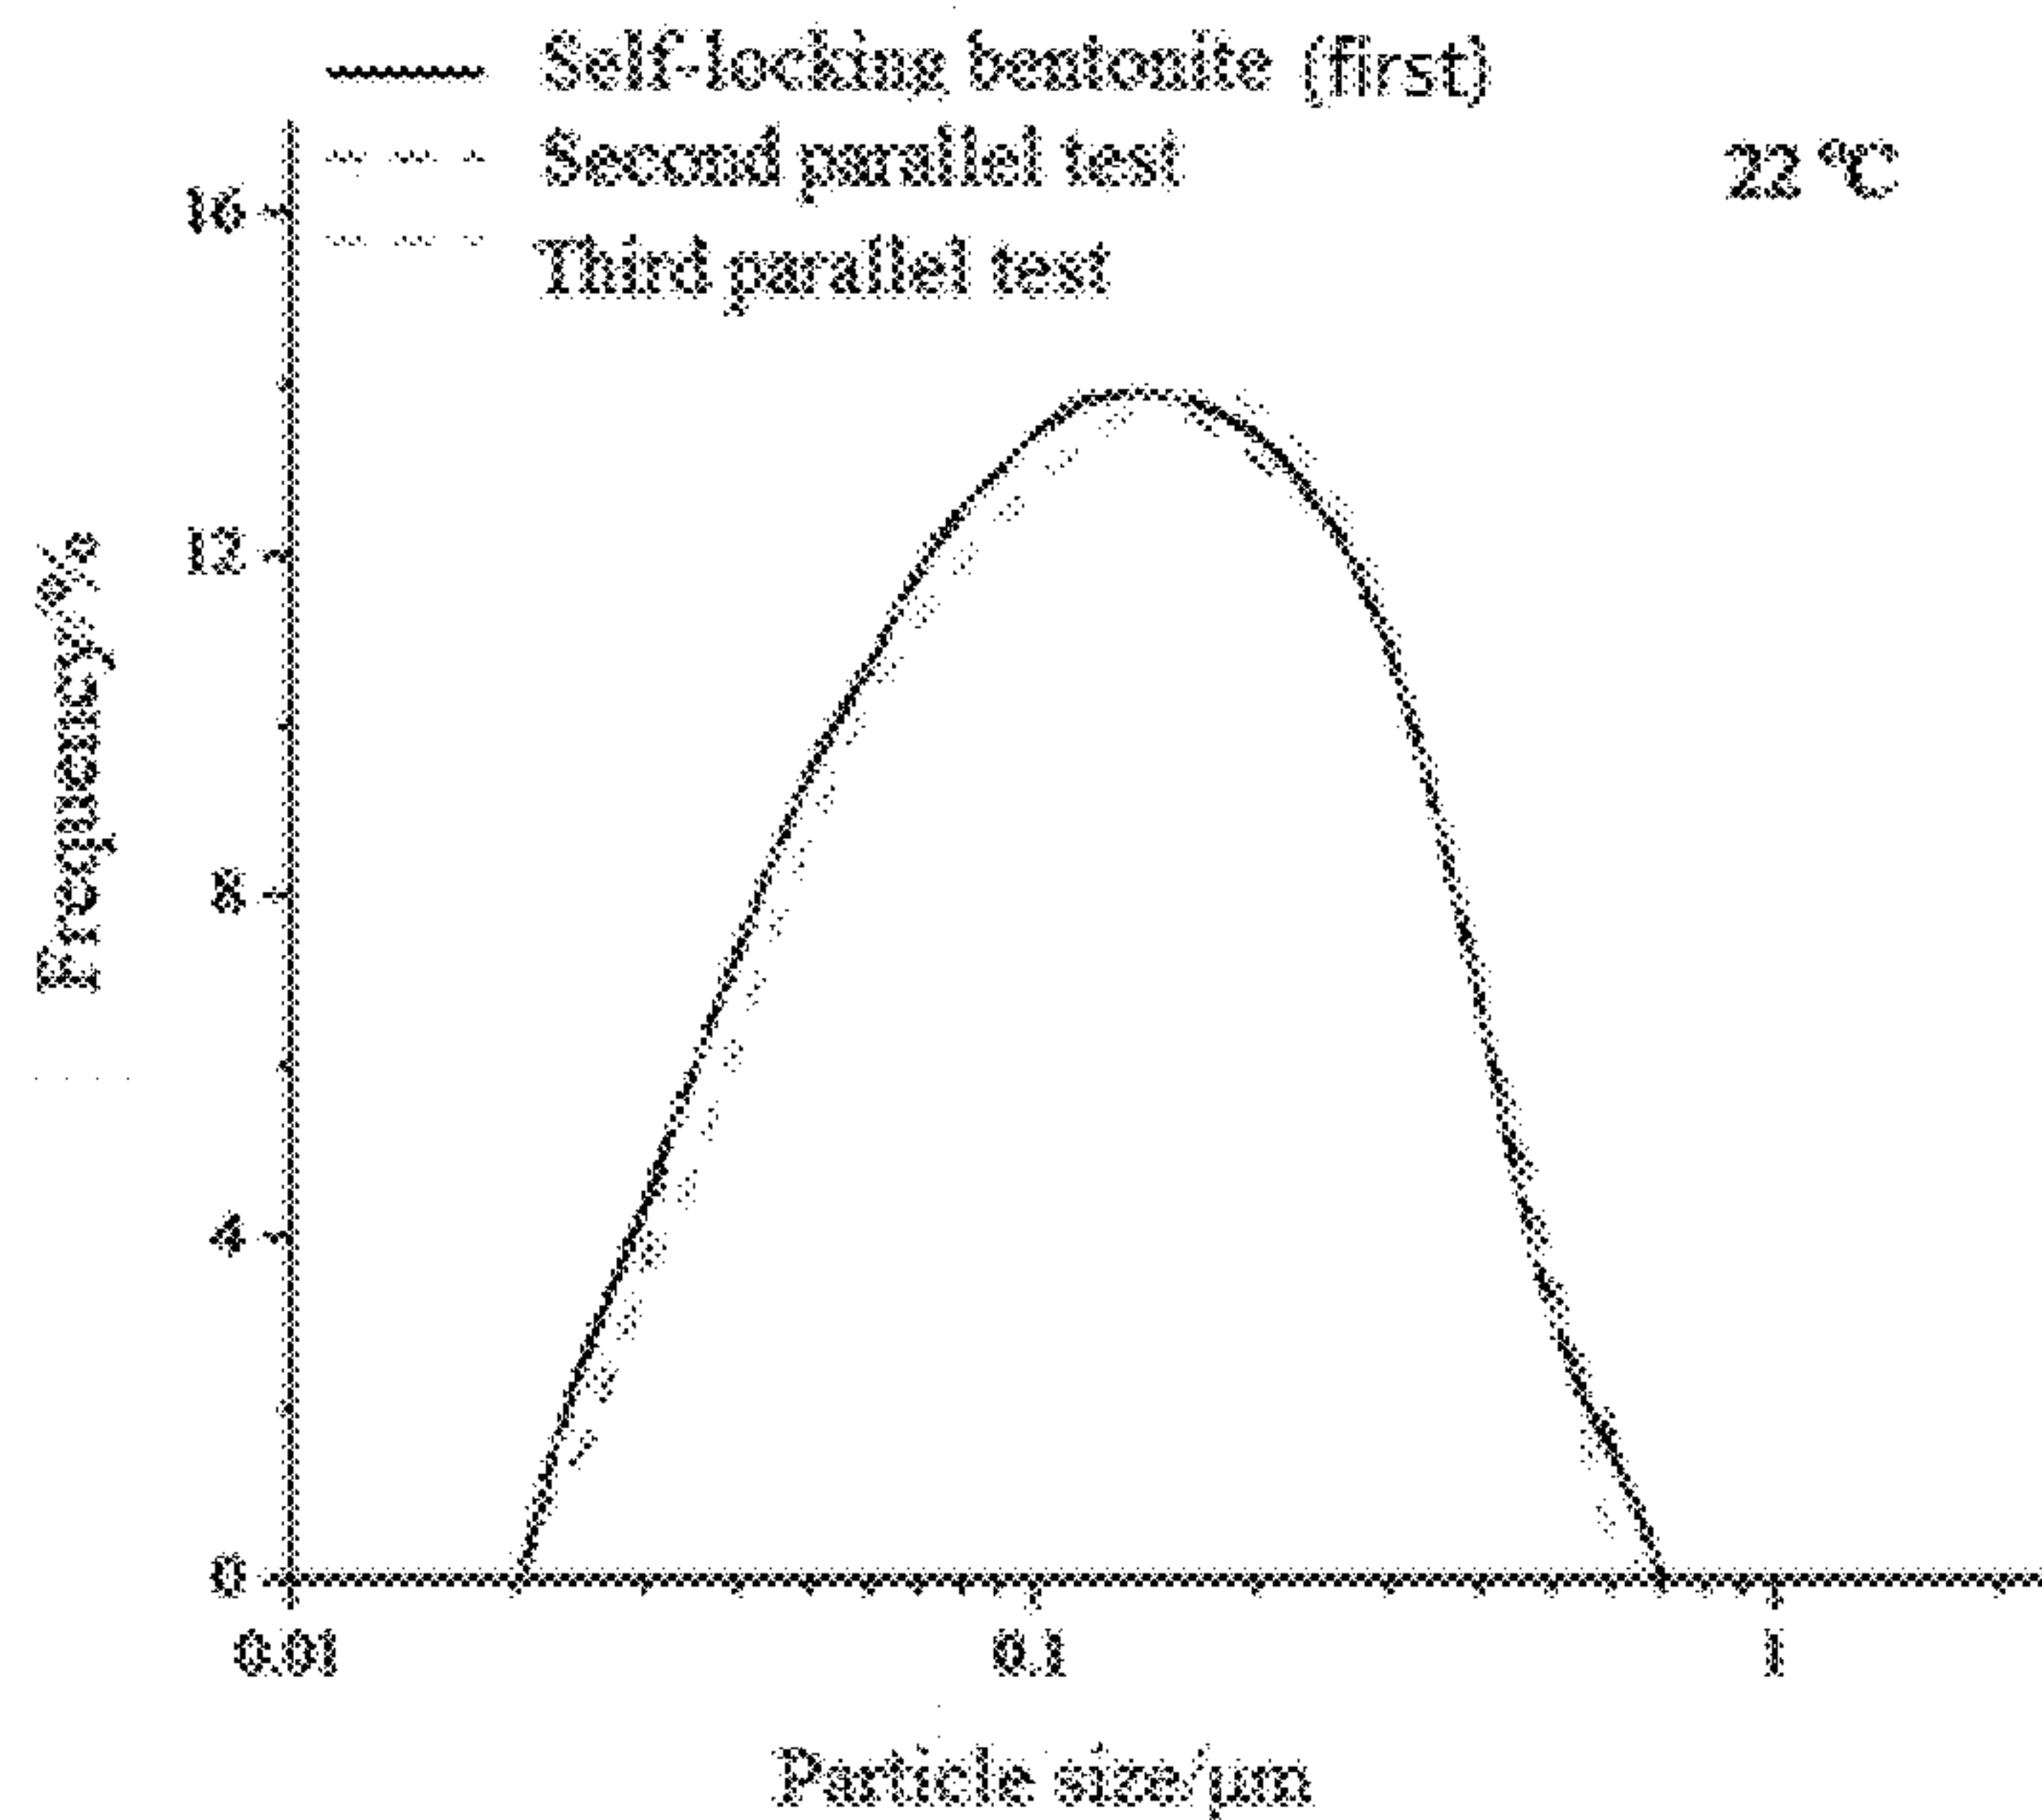 Self-locking bentonite (first)
Second parallel test
Third parallel test
22 °C
16
12
8
4
0
Frequency/%
0.01
0.1
1
Particle size/μm